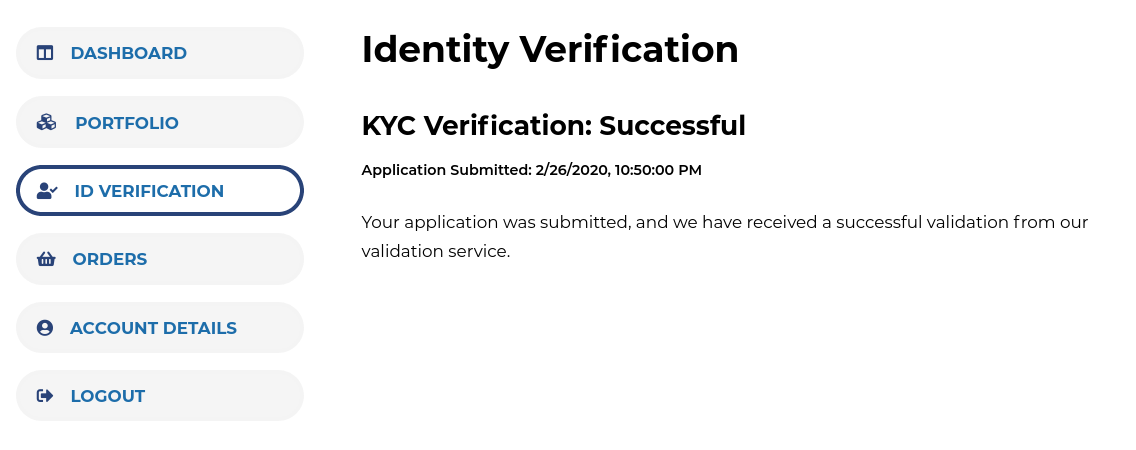 DASHBOARD
PORTFOLIO
ID VERIFICATION
ORDERS
ACCOUNT DETAILS
LOGOUT
Identity Verification
KYC Verification: Successful
Application Submitted: 2/26/2020, 10:50:00 PM
Your application was submitted, and we have received a successful validation from our
validation service.